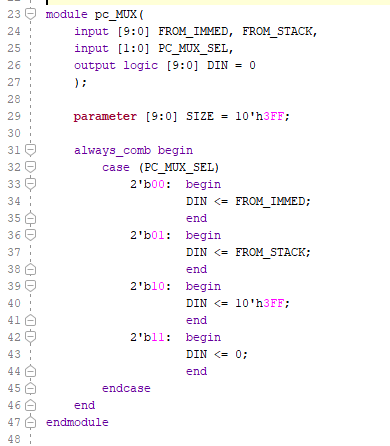 23 module pc_MUX(
24     input [9:0] FROM_IMMED, FROM_STACK,
25     input [1:0] PC_MUX_SEL,
26     output logic [9:0] DIN = 0
27     );
28
29     parameter [9:0] SIZE = 10'h3FF;
30
31     always_comb begin
32         case (PC_MUX_SEL)
33             2'b00:  begin
34                     DIN <= FROM_IMMED;
35                     end
36             2'b01:  begin
37                     DIN <= FROM_STACK;
38                     end
39             2'b10:  begin
40                     DIN <= 10'h3FF;
41                     end
42             2'b11:  begin
43                     DIN <= 0;
44                     end
45         endcase
46     end
47 endmodule
48